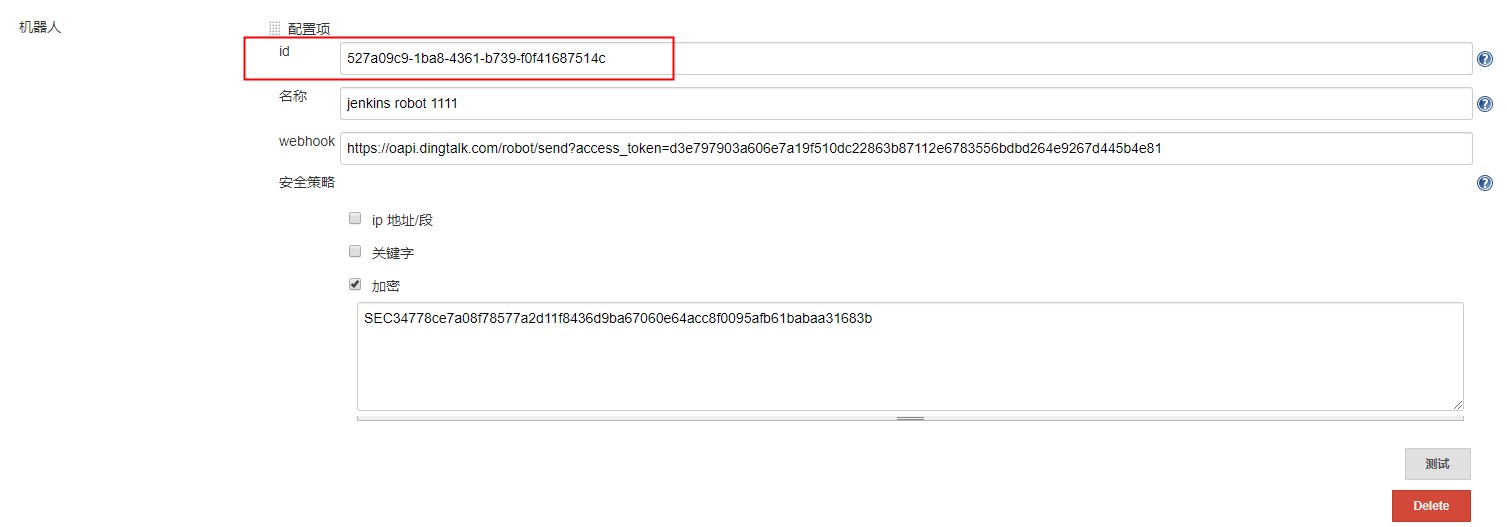 机器人
配置项
id
527a09c9-1ba8-4361-b739-f0f41687514c
名称
jenkins robot 1111
webhook
https://oapi.dingtalk.com/robot/send?access_token=d3e797903a606e7a19f510dc22863b87112e6783556bdbd264e9267d445b4e81
安全策略
ip 地址/段
关键字
加密
SEC34778ce7a08f78577a2d11f8436d9ba67060e64acc8f0095afb61babaa31683b
测试
Delete